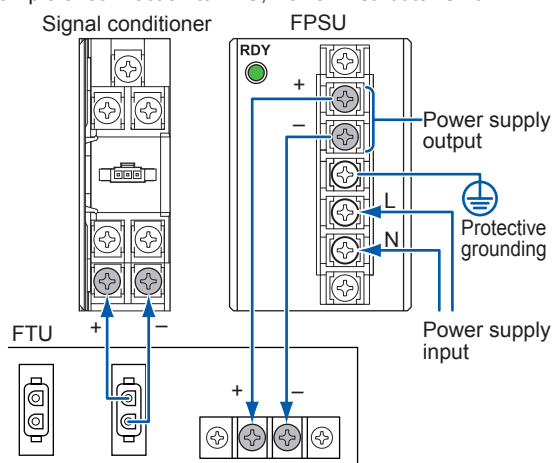 Signal conditioner
FPSU
RDY
+
–
Power supply
output
L
Protective
grounding
N
Power supply
input
FTU
+
–
+
–